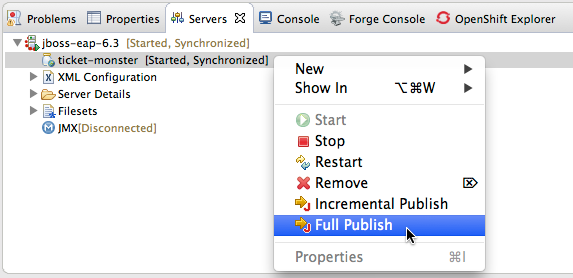 Problems Properties Servers Console Forge Console OpenShift Explorer
jboss-eap-6.3 [Started, Synchronized]
ticket-monster [Started, Synchronized]
XML Configuration
Server Details
Filesets
JMX[Disconnected]
New
Show In ⌥⌘W
Start
Stop
Restart
Remove
Incremental Publish
Full Publish
Properties ⌘I